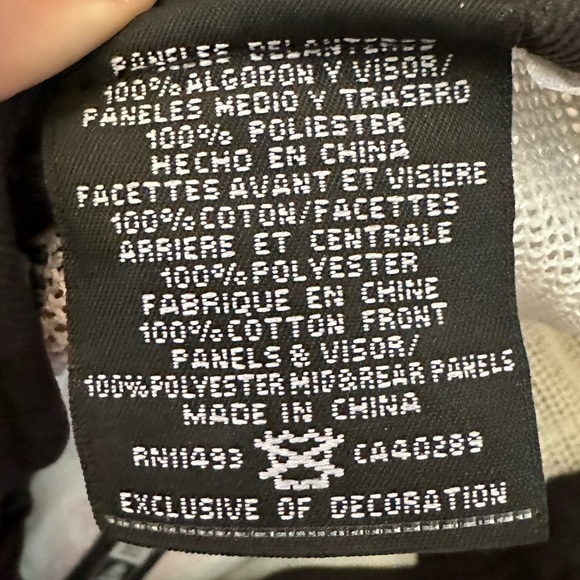 PANELES DELANTEROS
100% ALGODON Y VISOR/
PANELES MEDIO Y TRASERO
100% POLIESTER
HECHO EN CHINA
FACETTES AVANT ET VISIERE
100% COTON/FACETTES
ARRIERE ET CENTRALE
100% POLYESTER
FABRIQUE EN CHINE
100% COTTON FRONT
PANELS & VISOR/
100% POLYESTER MID & REAR PANELS
MADE IN CHINA
RN11493 CA40289
EXCLUSIVE OF DECORATION